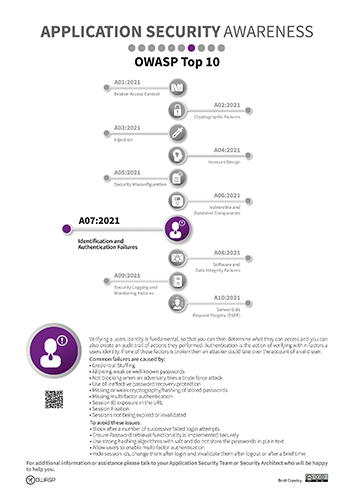 APPLICATION SECURITY AWARENESS
OWASP Top 10
A01:2021
Broken Access Control
A02:2021
Cryptographic Failures
A03:2021
Injection
A04:2021
Insecure Design
A05:2021
Security Misconfiguration
A06:2021
Vulnerable and
Outdated Components
A07:2021
Identification and
Authentication Failures
A08:2021
Software and
Data Integrity Failures
A09:2021
Security Logging and
Monitoring Failures
A10:2021
Server-Side
Request Forgery (SSRF)
Verifying a users identity is fundamental, so that you can then determine what they can access and you can
also create an audit trail of actions they performed. Authentication is the action of verifying with n-factors a
users identity. If one of those factors is broken then an attacker could take over the account of a valid user.
Common failures are caused by:
• Credential Stuffing
• Allowing weak or well-known passwords
• Not blocking when an adversary tries a brute force attack
• Use of ineffective password recovery protection
• Missing or weak cryptography/hashing of stored passwords
• Missing multi-factor authentication
• Session ID exposure in the URL
• Session Fixation
• Sessions not being expired or invalidated
To avoid these issues:
• Block after a number of successive failed login attempts
• Ensure Password retrieval functionality is implemented securely
• Use strong hashing algorithms with salt and do not store the passwords in plain text
• Allow users to enable multi-factor authentication
• Hide session ids, change them after login and invalidate them after logout or after a brief time
For additional information or assistance please talk to your Application Security Team or Security Architect who will be happy
to help you.
OWASP
Brett Crawley